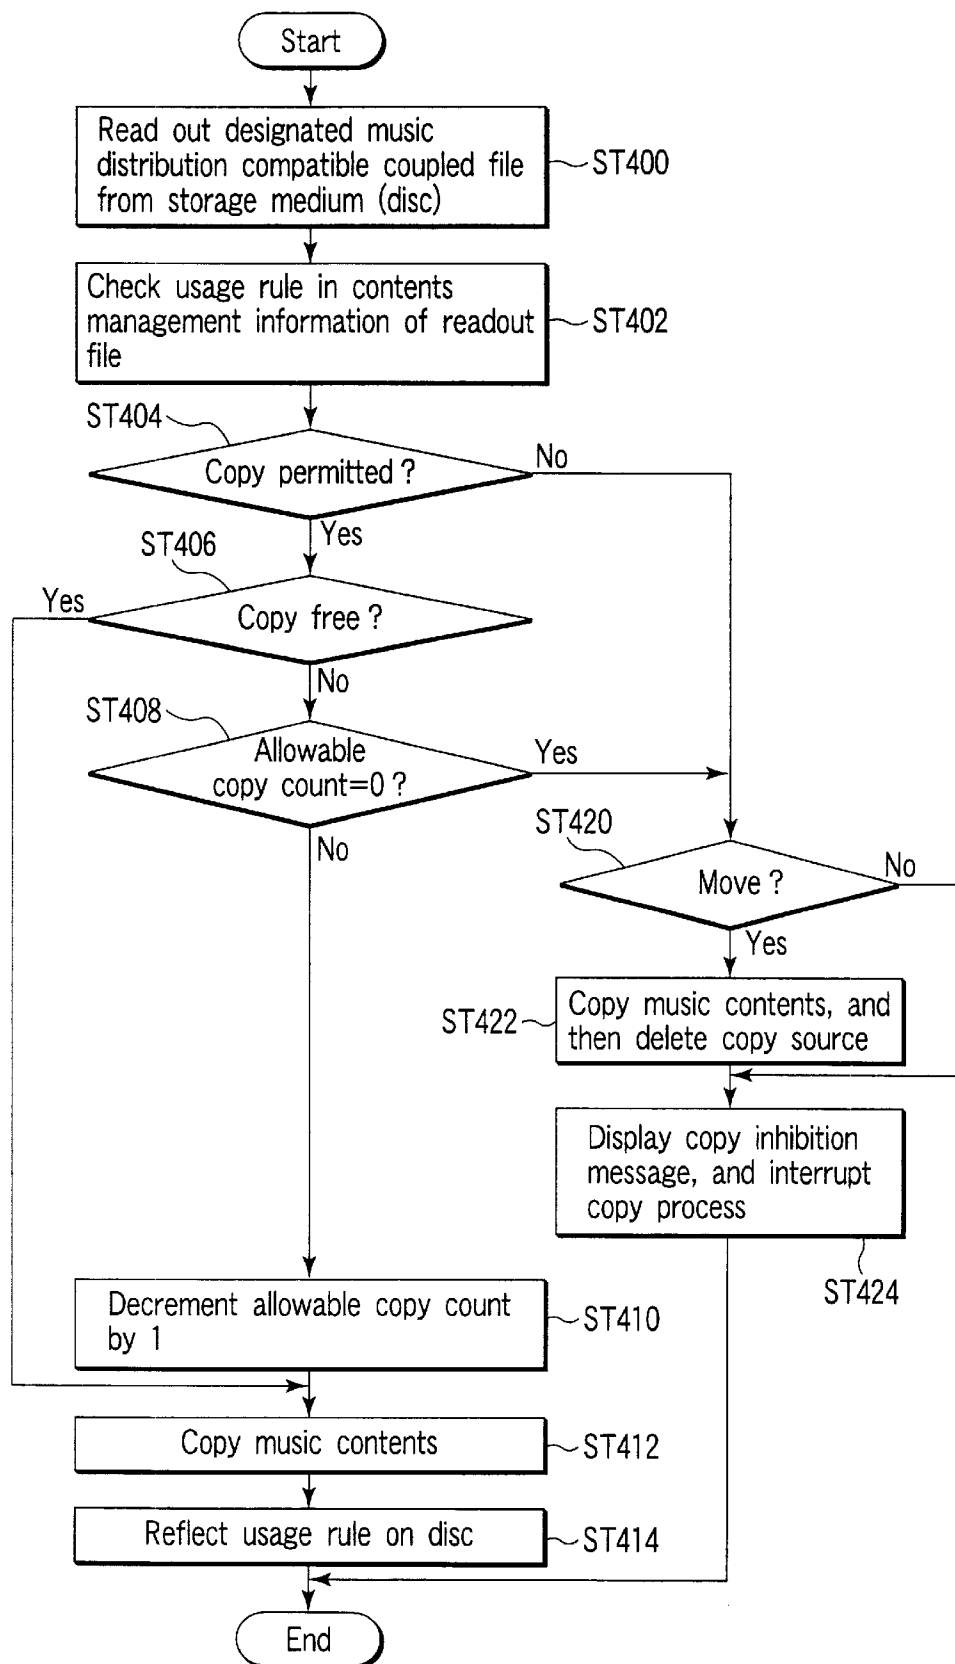 Start
Read out designated music
distribution compatible coupled file
from storage medium (disc)
ST400
Check usage rule in contents
management information of readout
file
ST402
ST404
Copy permitted?
No
Yes
ST406
Yes
Copy free?
No
ST408
Allowable
copy count=0?
Yes
No
ST420
Move?
No
Yes
ST422
Copy music contents, and
then delete copy source
Display copy inhibition
message, and interrupt
copy process
ST424
Decrement allowable copy count
by 1
ST410
Copy music contents
ST412
Reflect usage rule on disc
ST414
End